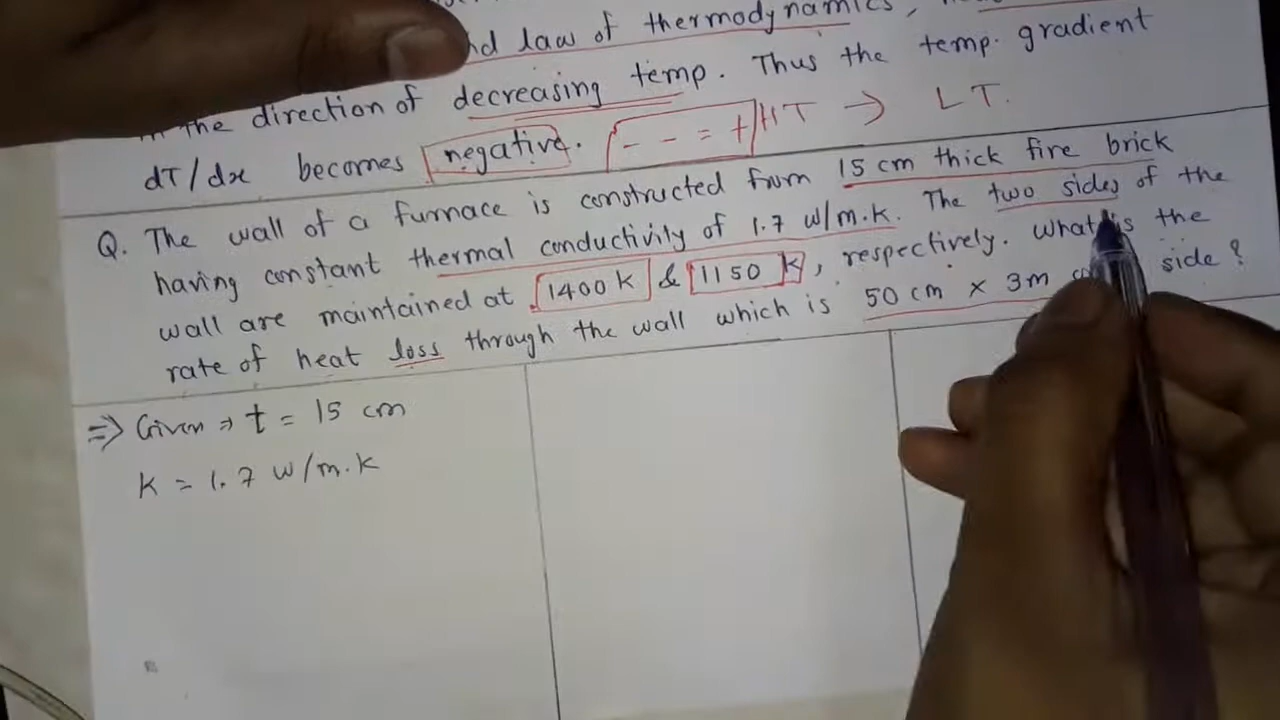 nd law of thermodynamics,
in the direction of decreasing temp. Thus the temp. gradient
dT/dx becomes negative. - - = + HT → LT.
Q. The wall of a furnace is constructed from 15 cm thick fire brick
having constant thermal conductivity of 1.7 W/m.K. The two sides of the
wall are maintained at 1400 K & 1150 K, respectively. What is the
rate of heat loss through the wall which is 50 cm × 3m side?
⇒ Given → t = 15 cm
K = 1.7 W/m.K